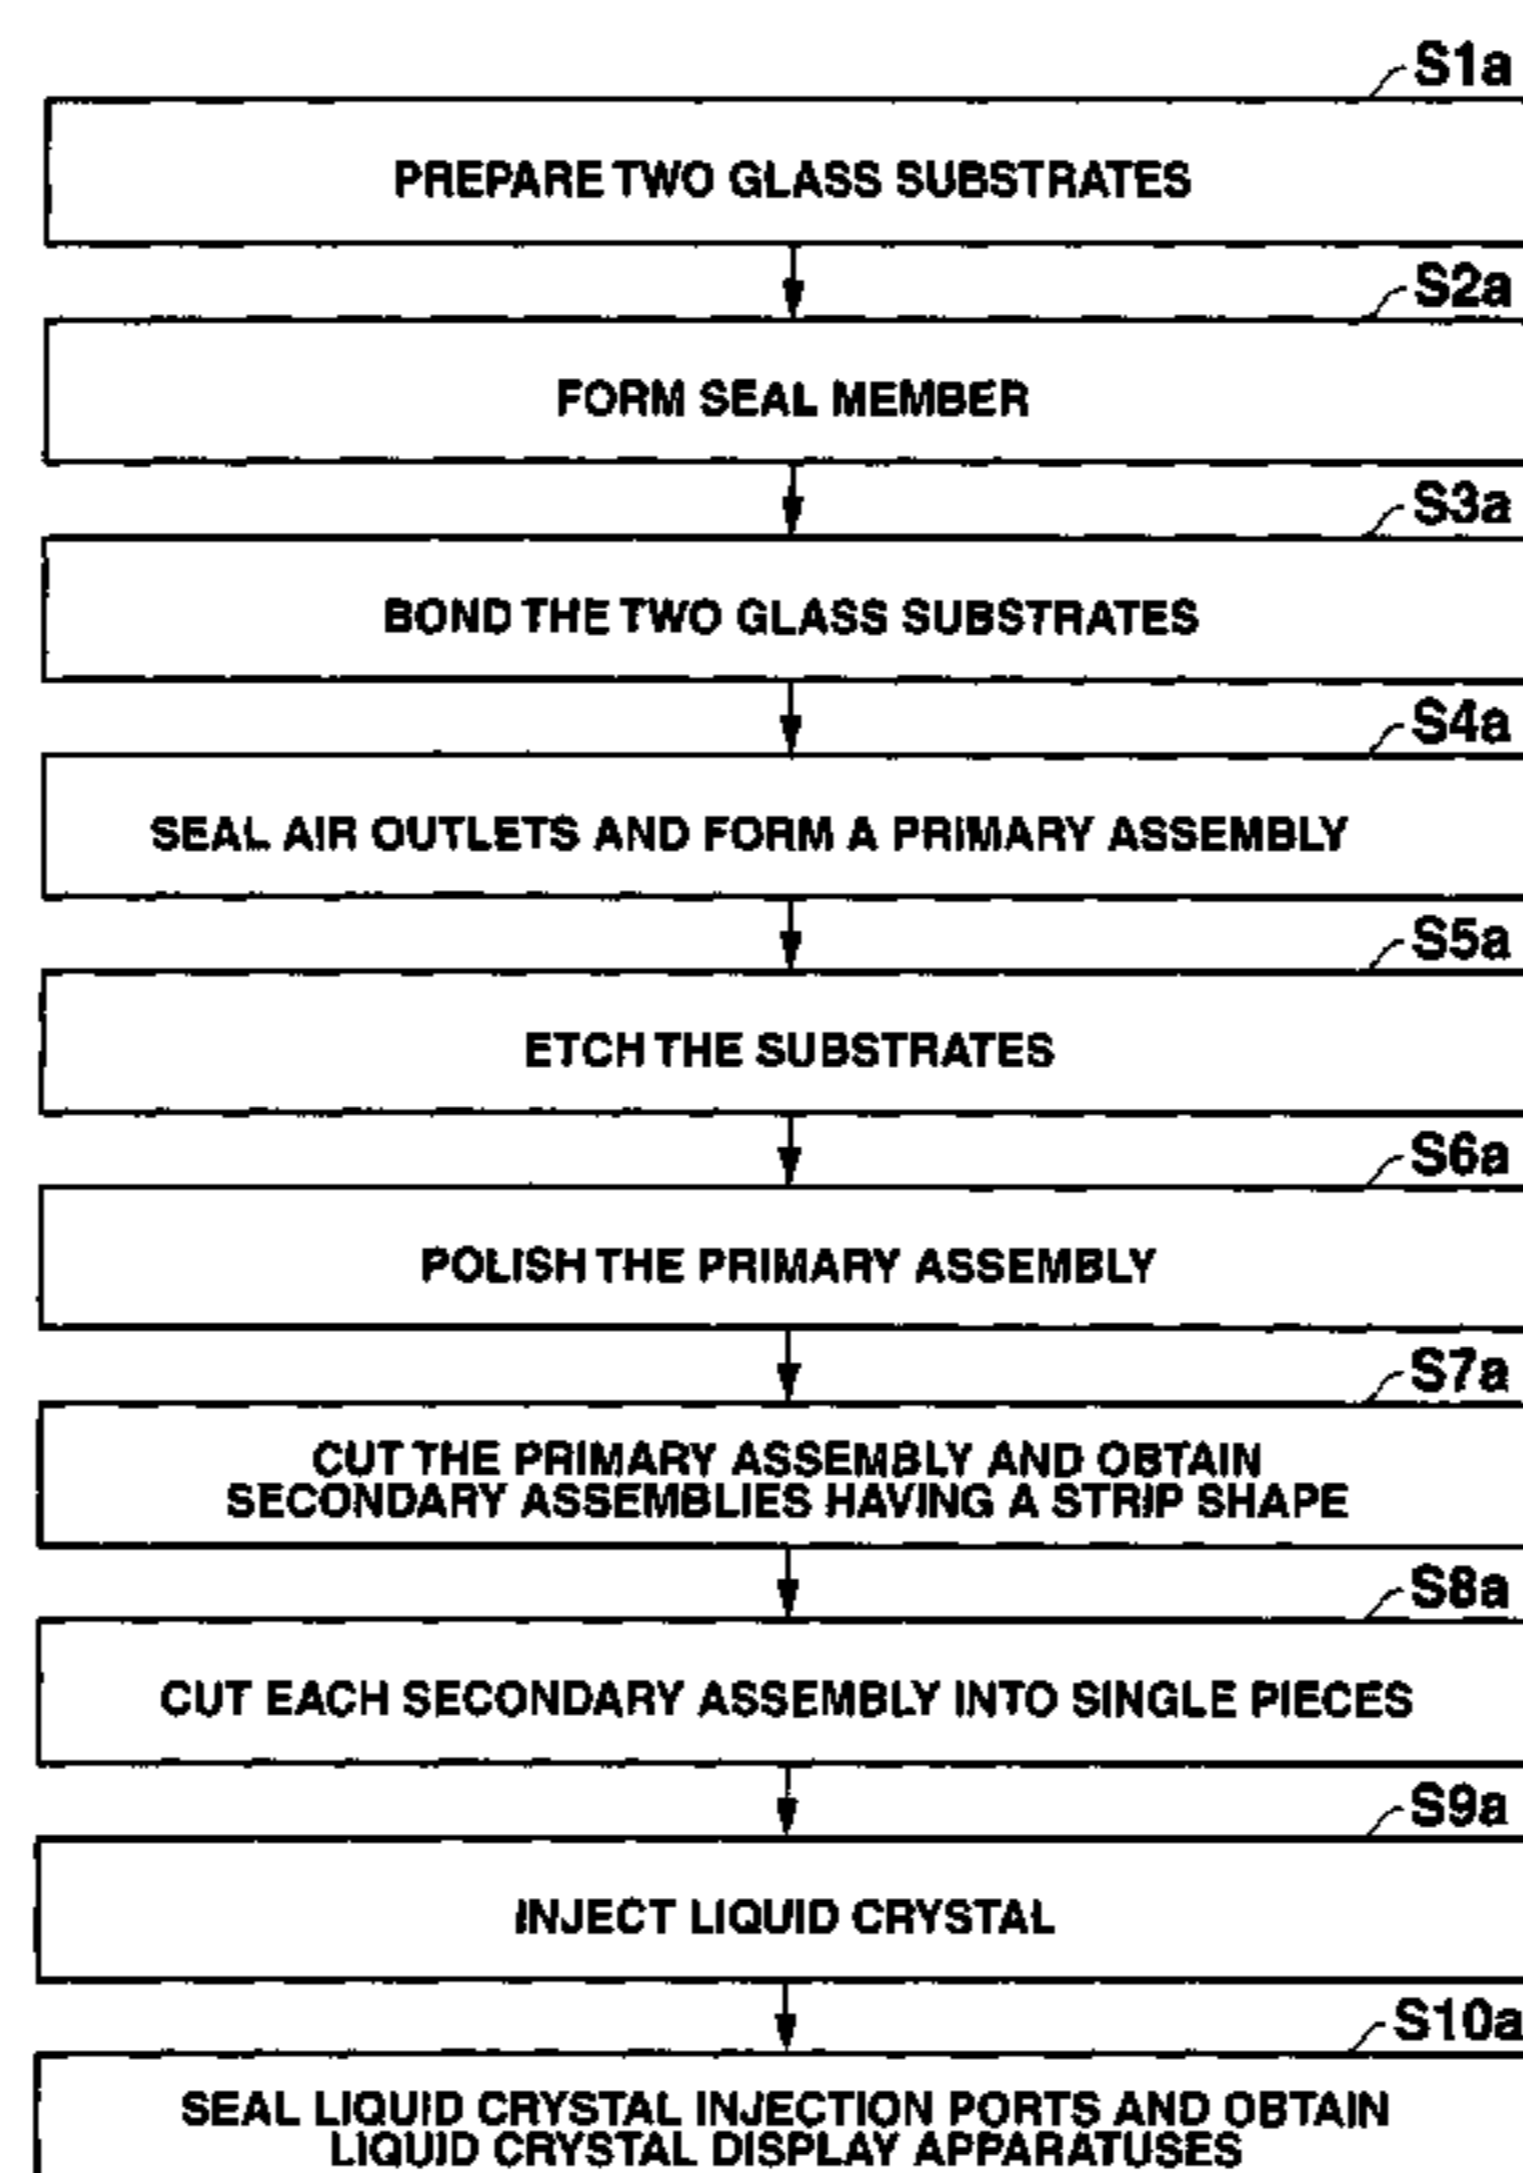 S1a
PREPARE TWO GLASS SUBSTRATES
S2a
FORM SEAL MEMBER
S3a
BOND THE TWO GLASS SUBSTRATES
S4a
SEAL AIR OUTLETS AND FORM A PRIMARY ASSEMBLY
S5a
ETCH THE SUBSTRATES
S6a
POLISH THE PRIMARY ASSEMBLY
S7a
CUT THE PRIMARY ASSEMBLY AND OBTAIN
SECONDARY ASSEMBLIES HAVING A STRIP SHAPE
S8a
CUT EACH SECONDARY ASSEMBLY INTO SINGLE PIECES
S9a
INJECT LIQUID CRYSTAL
S10a
SEAL LIQUID CRYSTAL INJECTION PORTS AND OBTAIN
LIQUID CRYSTAL DISPLAY APPARATUSES